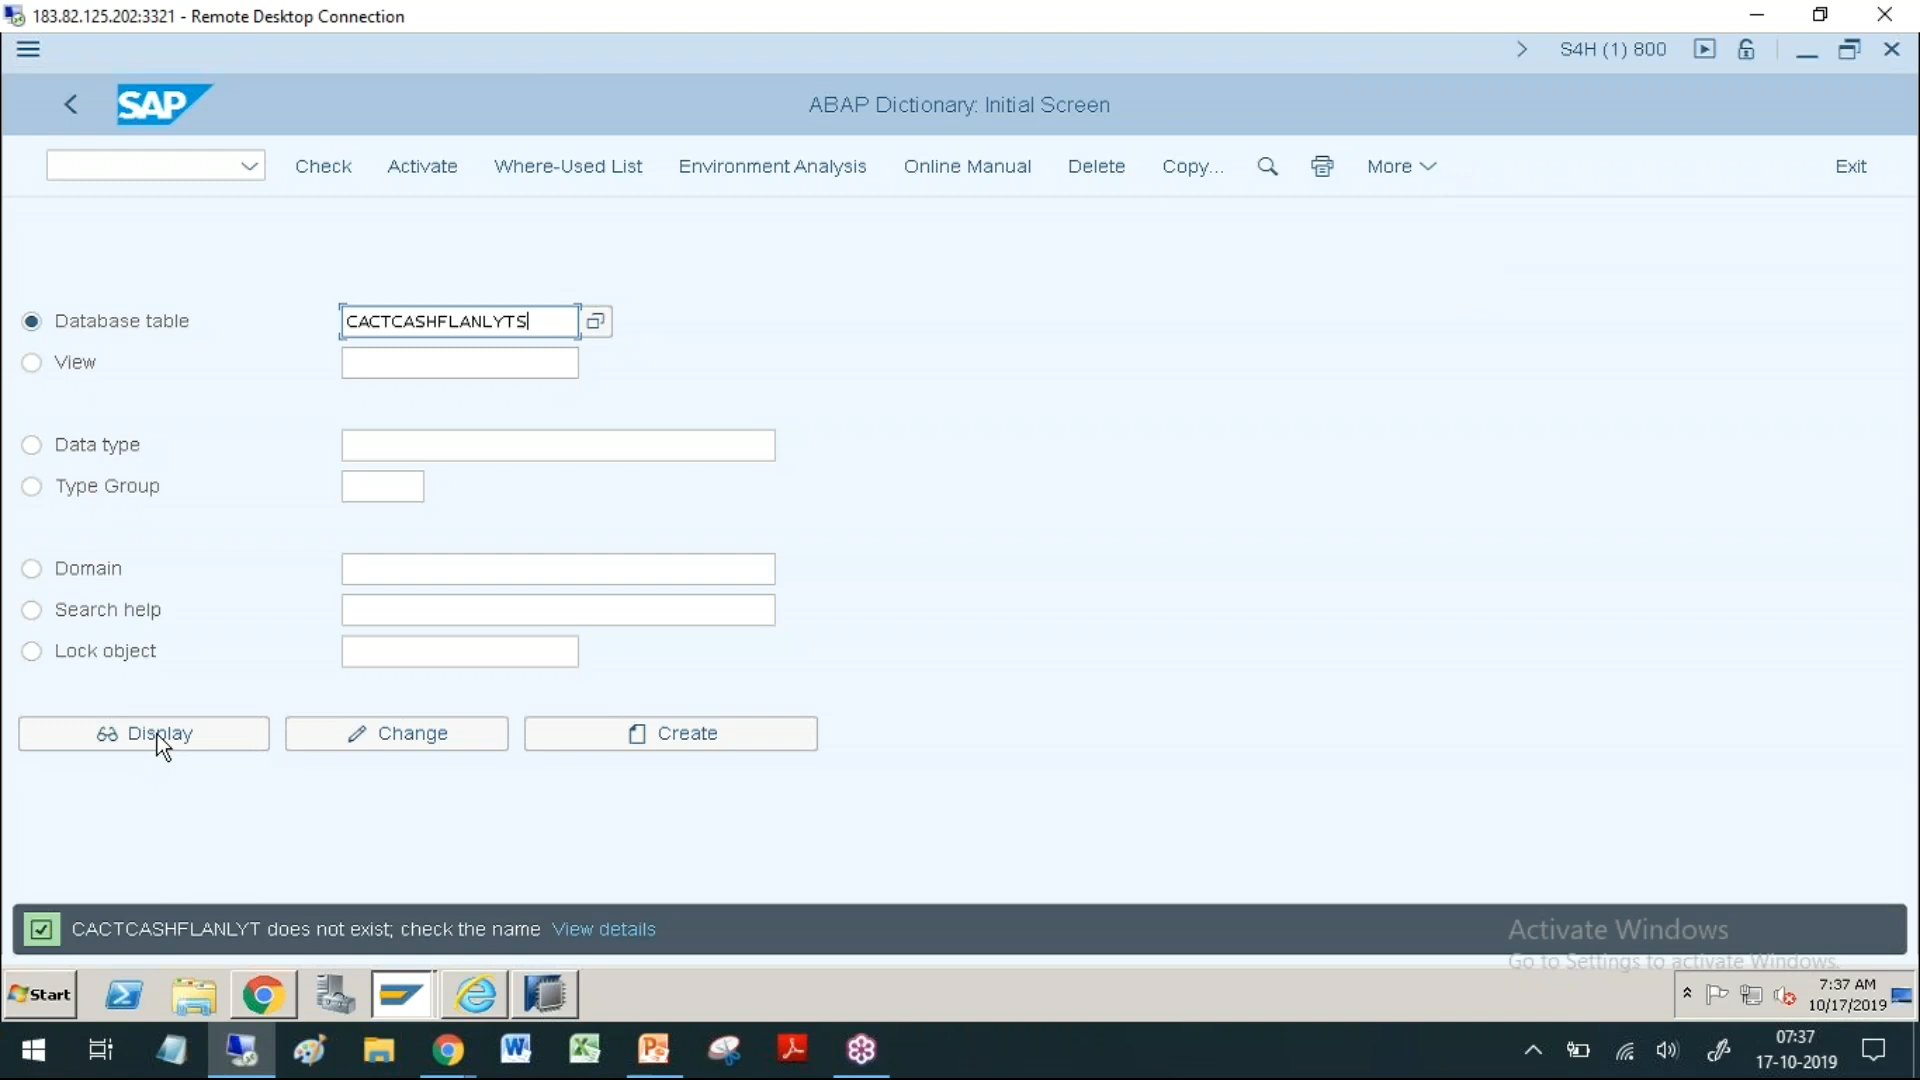 183.82.125.202:3321 - Remote Desktop Connection
S4H (1) 800
SAP
ABAP Dictionary: Initial Screen
Check Activate Where-Used List Environment Analysis Online Manual Delete Copy... More Exit
Database table CACTCASHFLANLYTS
View
Data type
Type Group
Domain
Search help
Lock object
Display Change Create
CACTCASHFLANLYT does not exist; check the name View details
Activate Windows
Go to Settings to activate Windows.
Start
7:37 AM
10/17/2019
07:37
17-10-2019